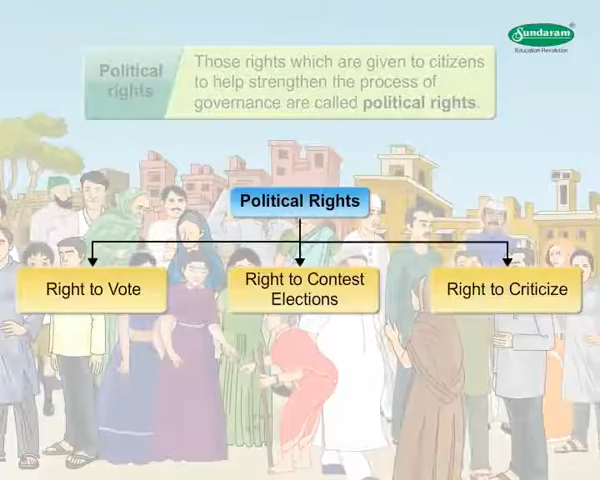 Sundaram
®
Education Revolution
Political
rights
Those rights which are given to citizens
to help strengthen the process of
governance are called political rights.
Political Rights
Right to Vote
Right to Contest
Elections
Right to Criticize